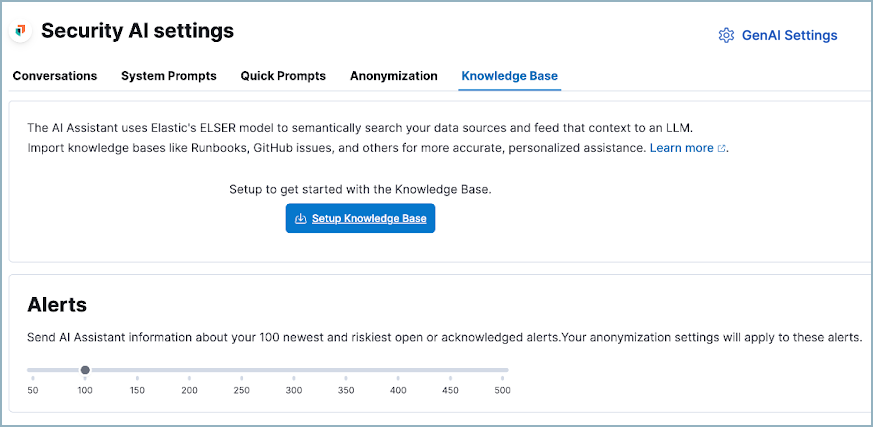 Security AI settings
GenAI Settings
Conversations System Prompts Quick Prompts Anonymization Knowledge Base
The AI Assistant uses Elastic's ELSER model to semantically search your data sources and feed that context to an LLM.
Import knowledge bases like Runbooks, GitHub issues, and others for more accurate, personalized assistance. Learn more.
Setup to get started with the Knowledge Base.
Setup Knowledge Base
Alerts
Send AI Assistant information about your 100 newest and riskiest open or acknowledged alerts.Your anonymization settings will apply to these alerts.
50 100 150 200 250 300 350 400 450 500